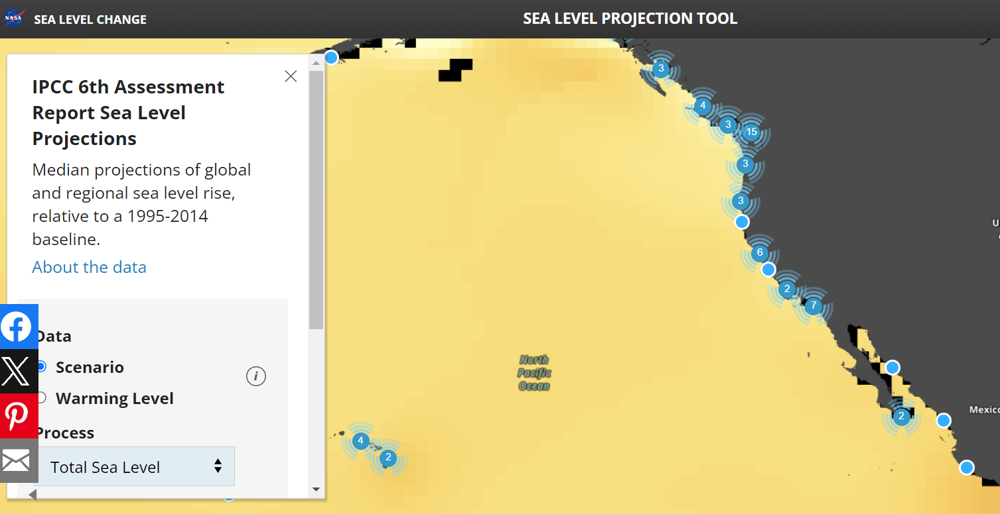 NASA
SEA LEVEL CHANGE
SEA LEVEL PROJECTION TOOL
IPCC 6th Assessment
Report Sea Level
Projections
Median projections of global
and regional sea level rise,
relative to a 1995-2014
baseline.
About the data
Data
Scenario
i
Warming Level
Process
Total Sea Level
3
4
3
15
3
3
6
2
7
North
Pacific
Ocean
4
2
2
U
Mexico